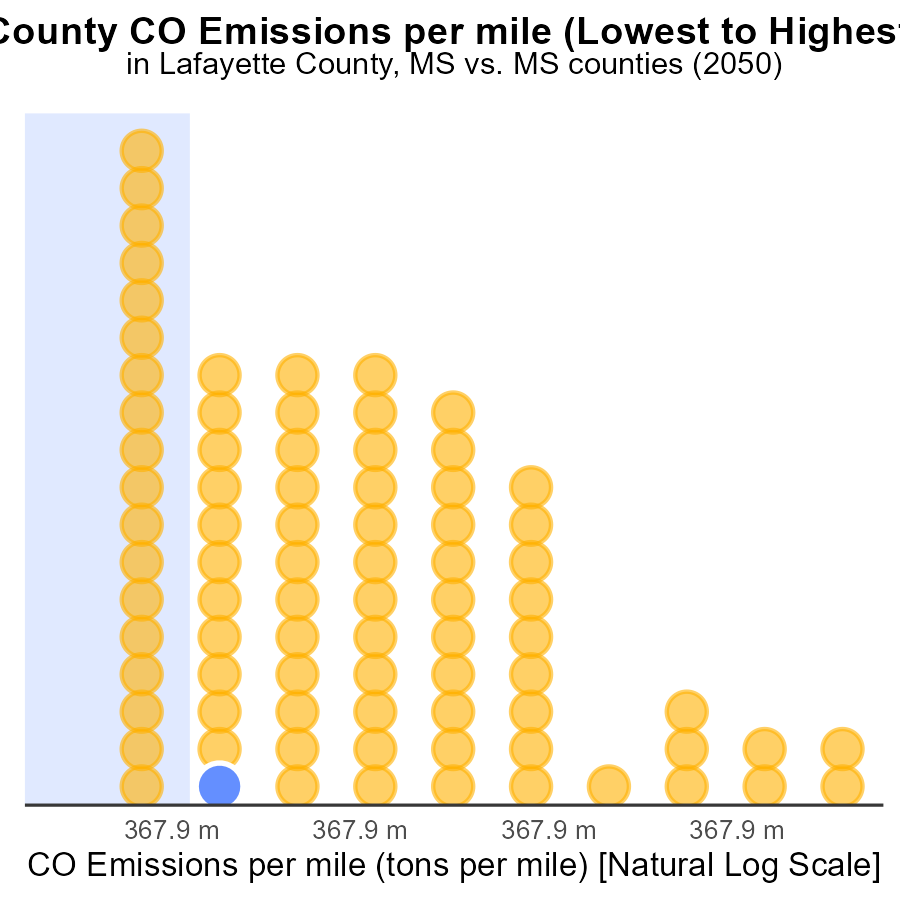 County CO Emissions per mile (Lowest to Highest
in Lafayette County, MS vs. MS counties (2050)
367.9 m 367.9 m 367.9 m 367.9 m
CO Emissions per mile (tons per mile) [Natural Log Scale]